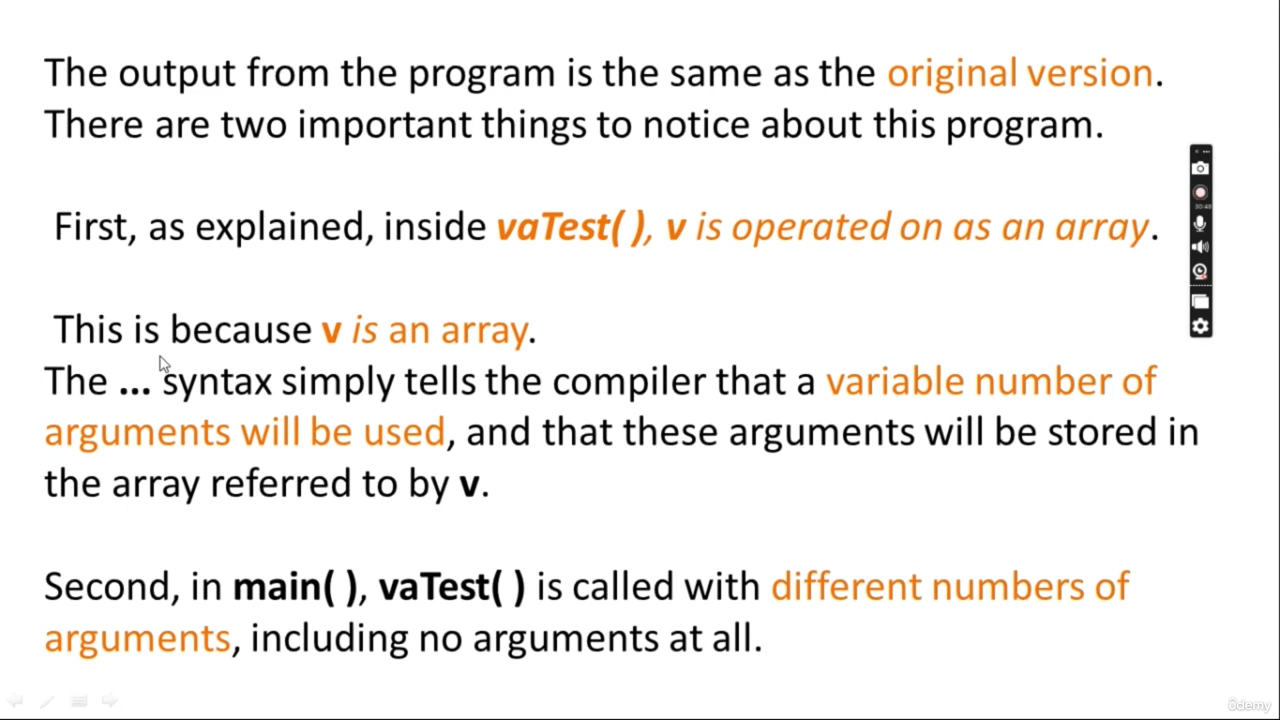 The output from the program is the same as the original version.
There are two important things to notice about this program.
First, as explained, inside vaTest( ), v is operated on as an array.
This is because v is an array.
The ... syntax simply tells the compiler that a variable number of
arguments will be used, and that these arguments will be stored in
the array referred to by v.
Second, in main( ), vaTest( ) is called with different numbers of
arguments, including no arguments at all.
ûdemy